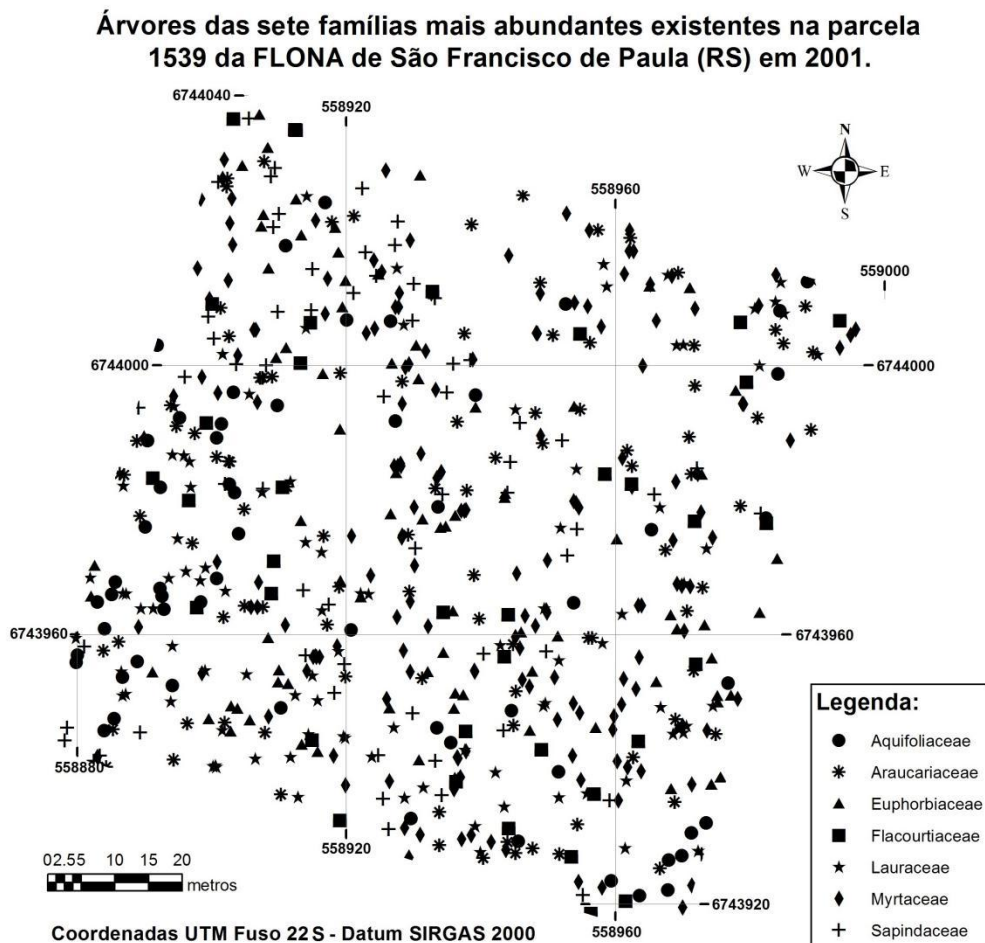 Árvores das sete famílias mais abundantes existentes na parcela
1539 da FLONA de São Francisco de Paula (RS) em 2001.
6744040
558920
N
W E
S
558960
559000
6744000
6744000
6743960
6743960
558880
558920
6743920
558960
Legenda:
Aquifoliaceae
Araucariaceae
Euphorbiaceae
Flacourtiaceae
Lauraceae
Myrtaceae
Sapindaceae
02.55 10 15 20
metros
Coordenadas UTM Fuso 22 S - Datum SIRGAS 2000